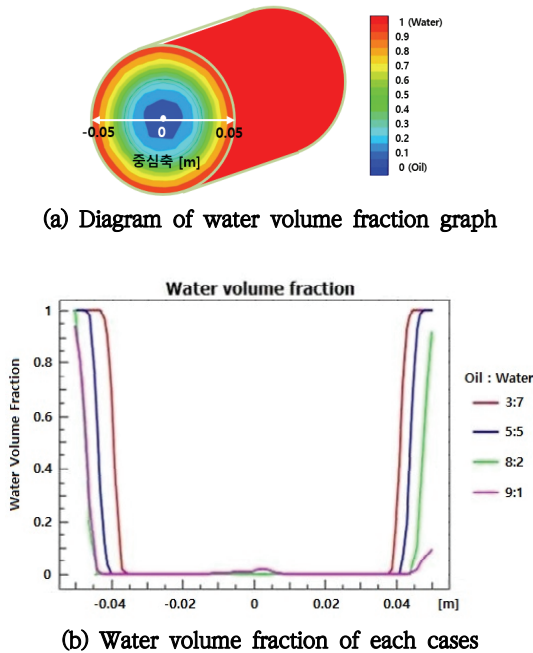 1 (Water)
0.9
0.8
0.7
0.6
0.5
0.4
0.3
0.2
0.1
0 (Oil)
-0.05 0 0.05
중심축 [m]
(a) Diagram of water volume fraction graph
Water volume fraction
Water Volume Fraction
1
0.8
0.6
0.4
0.2
0
-0.04 -0.02 0 0.02 0.04 [m]
Oil : Water
3:7
5:5
8:2
9:1
(b) Water volume fraction of each cases